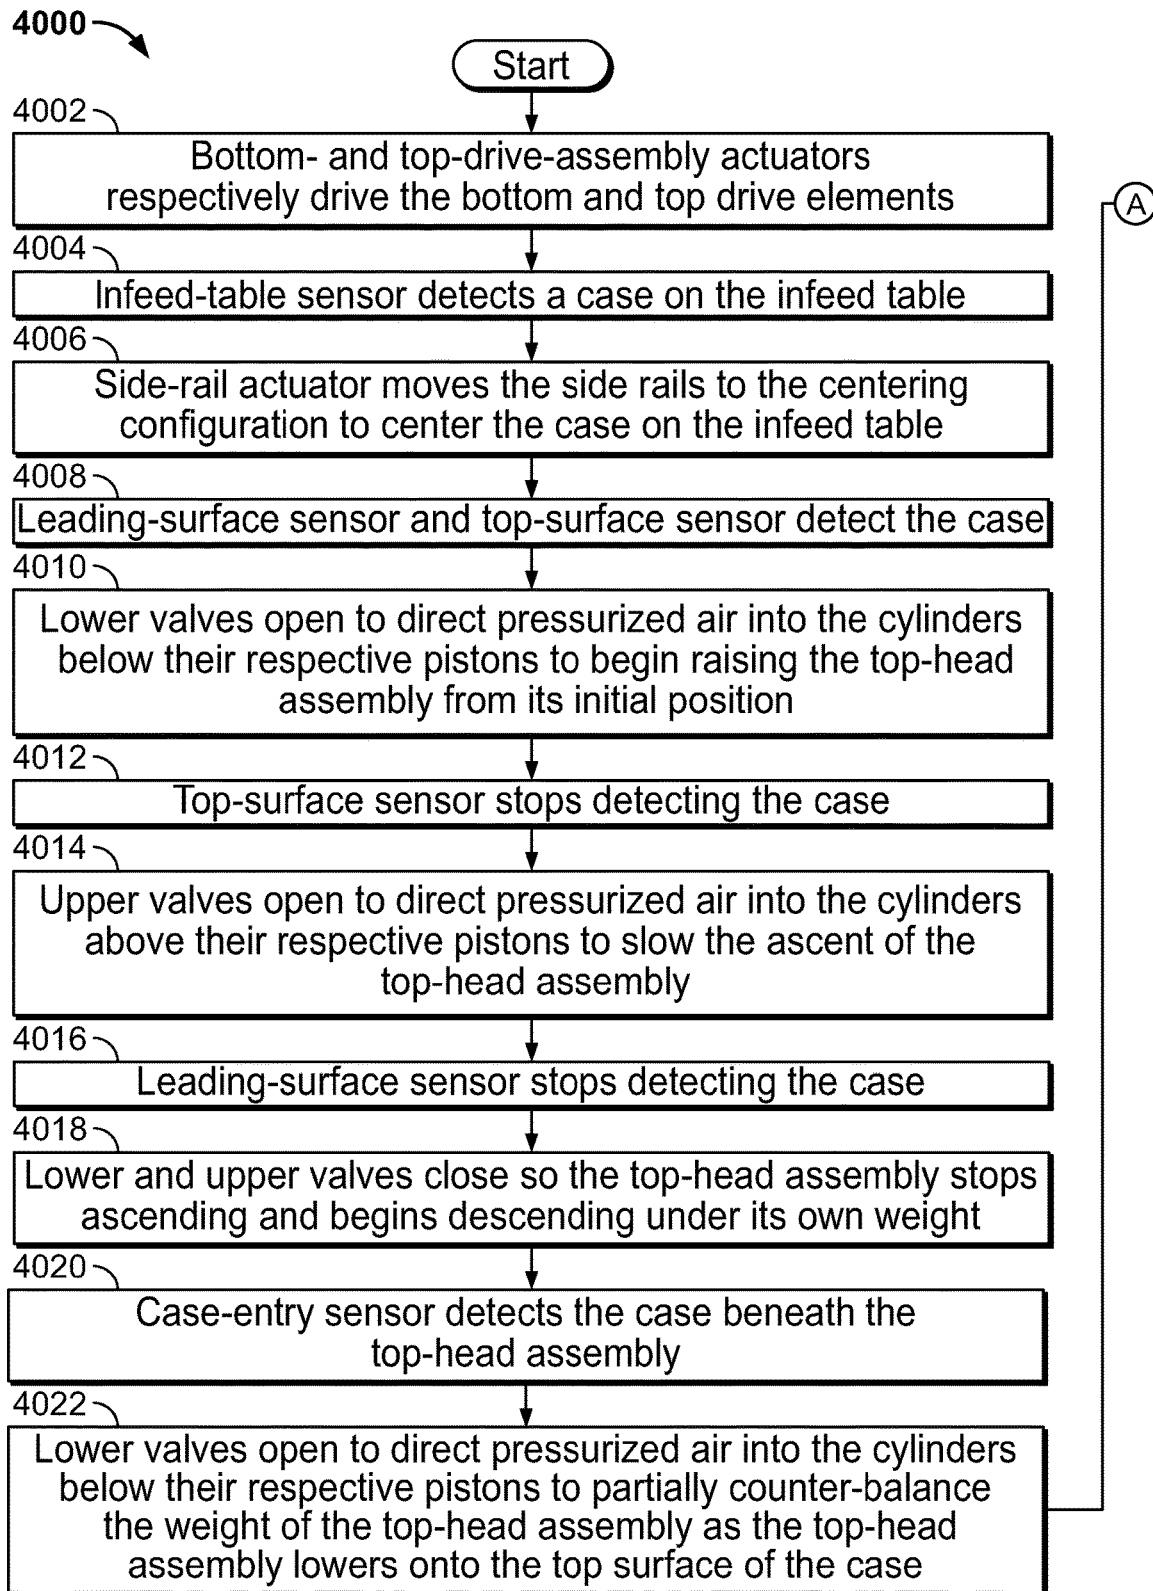 4000
Start
4002
Bottom- and top-drive-assembly actuators
respectively drive the bottom and top drive elements
A
4004
Infeed-table sensor detects a case on the infeed table
4006
Side-rail actuator moves the side rails to the centering
configuration to center the case on the infeed table
4008
Leading-surface sensor and top-surface sensor detect the case
4010
Lower valves open to direct pressurized air into the cylinders
below their respective pistons to begin raising the top-head
assembly from its initial position
4012
Top-surface sensor stops detecting the case
4014
Upper valves open to direct pressurized air into the cylinders
above their respective pistons to slow the ascent of the
top-head assembly
4016
Leading-surface sensor stops detecting the case
4018
Lower and upper valves close so the top-head assembly stops
ascending and begins descending under its own weight
4020
Case-entry sensor detects the case beneath the
top-head assembly
4022
Lower valves open to direct pressurized air into the cylinders
below their respective pistons to partially counter-balance
the weight of the top-head assembly as the top-head
assembly lowers onto the top surface of the case